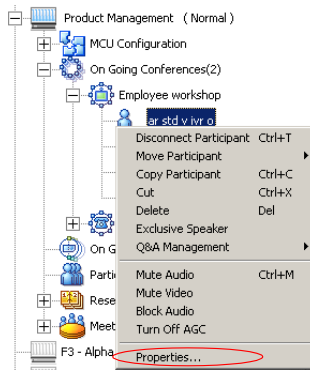 Product Management ( Normal )
MCU Configuration
On Going Conferences(2)
Employee workshop
ar std v ivr o
Disconnect Participant Ctrl+T
Move Participant
Copy Participant Ctrl+C
Cut Ctrl+X
Delete Del
Exclusive Speaker
On G
Q&A Management
Parti
Mute Audio Ctrl+M
Rese
Mute Video
Block Audio
Meet
Turn Off AGC
F3 - Alpha
Properties...